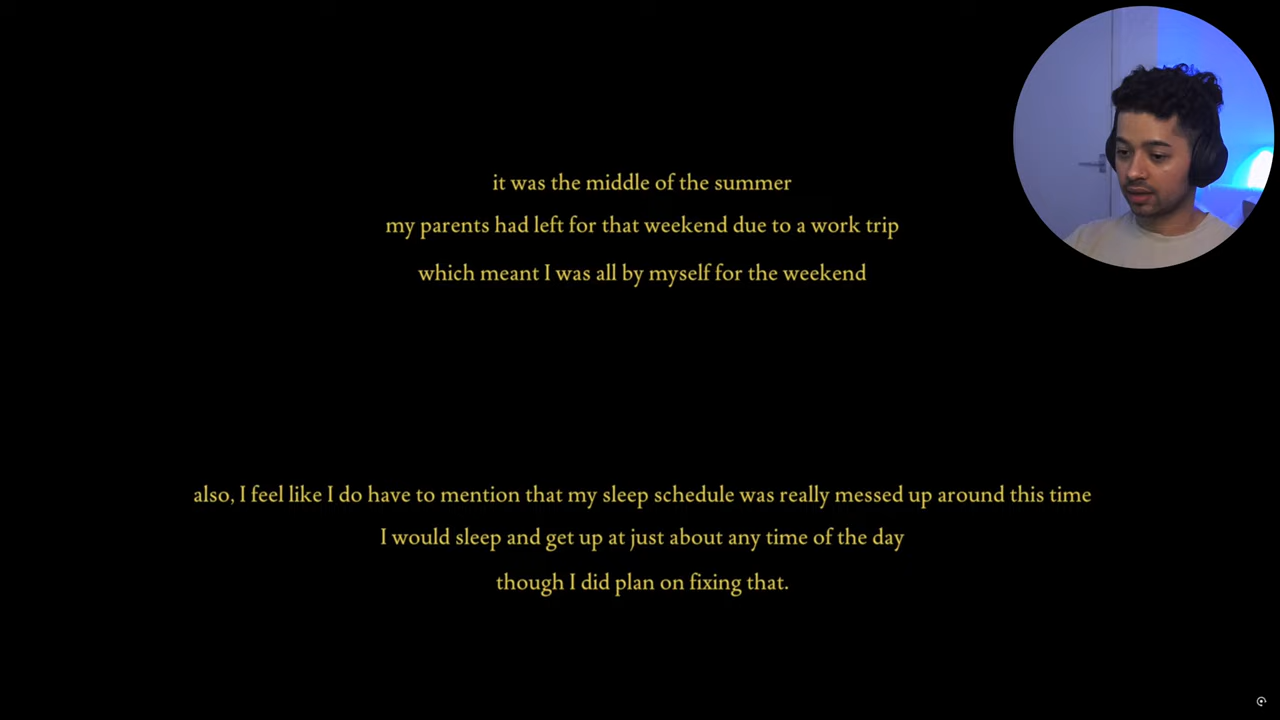 it was the middle of the summer
my parents had left for that weekend due to a work trip
which meant I was all by myself for the weekend
also, I feel like I do have to mention that my sleep schedule was really messed up around this time
I would sleep and get up at just about any time of the day
though I did plan on fixing that.